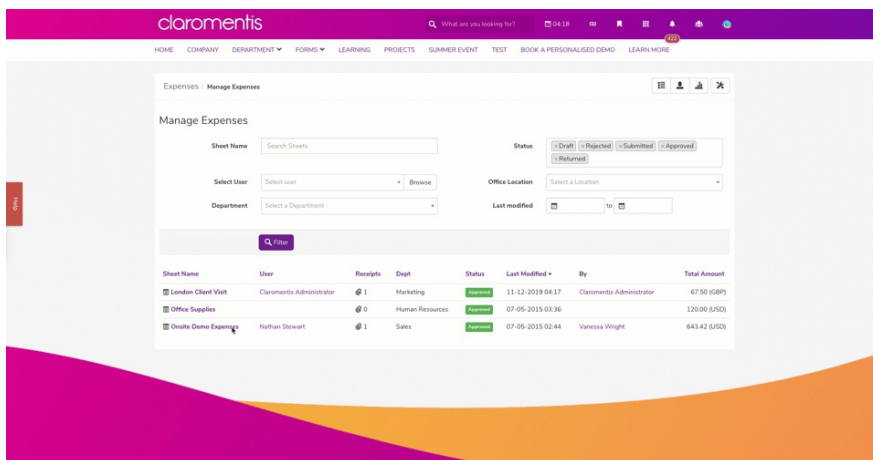 claromentis
What are you looking for?
04:18
422
HOME COMPANY DEPARTMENT FORMS LEARNING PROJECTS SUMMER EVENT TEST BOOK A PERSONALISED DEMO LEARN MORE
Expenses / Manage Expenses
Manage Expenses
Sheet Name Search Sheets Status × Draft × Rejected × Submitted × Approved
× Returned
Select User Select user Browse Office Location Select a Location
Department Select a Department Last modified to
Help
Filter
Sheet Name User Receipts Dept Status Last Modified By Total Amount
London Client Visit Claromentis Administrator 1 Marketing Approved 11-12-2019 04:17 Claromentis Administrator 67.50 (GBP)
Office Supplies 0 Human Resources Approved 07-05-2015 03:36 120.00 (USD)
Onsite Demo Expenses Nathan Stewart 1 Sales Approved 07-05-2015 02:44 Vanessa Wright 643.42 (USD)